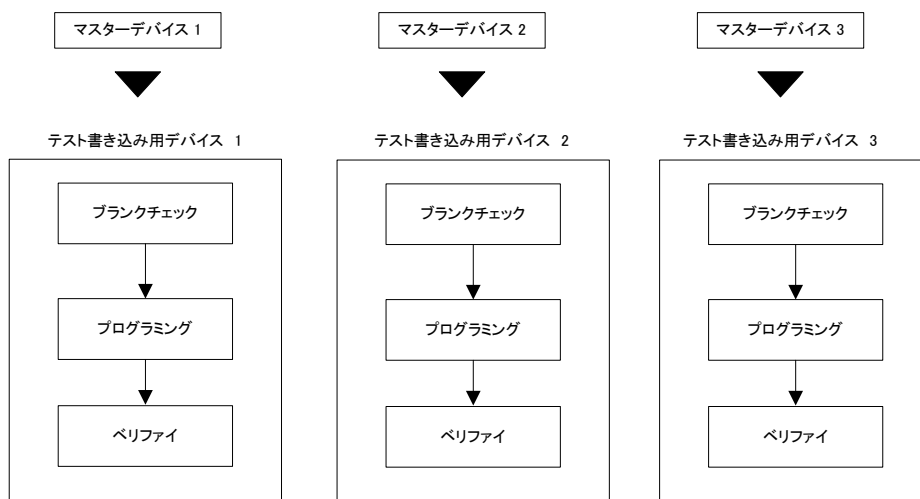 マスターデバイス 1
マスターデバイス 2
マスターデバイス 3
テスト書き込み用デバイス 1
テスト書き込み用デバイス 2
テスト書き込み用デバイス 3
ブランクチェック
ブランクチェック
ブランクチェック
プログラミング
プログラミング
プログラミング
ベリファイ
ベリファイ
ベリファイ